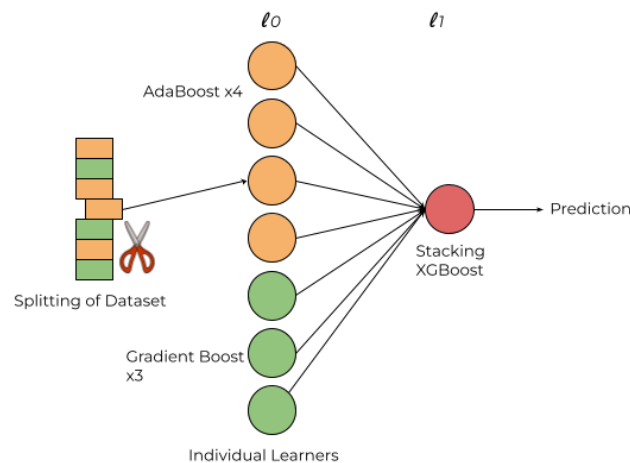 ℓ0
ℓ1
AdaBoost x4
Prediction
Stacking
XGBoost
Splitting of Dataset
Gradient Boost
x3
Individual Learners